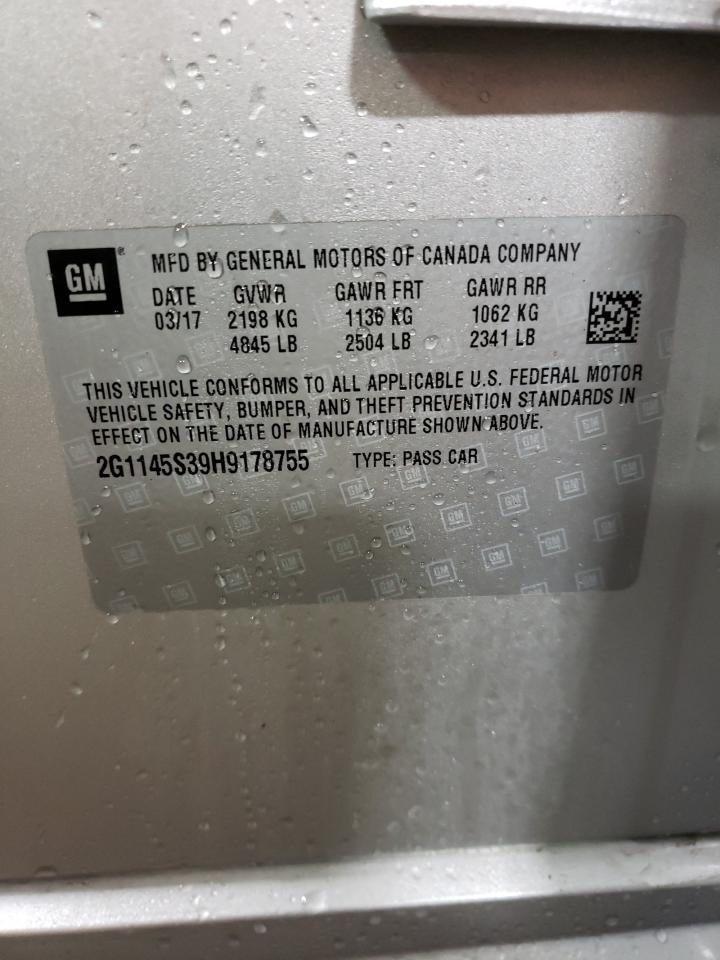 GM ® MFD BY GENERAL MOTORS OF CANADA COMPANY
DATE GVWR GAWR FRT GAWR RR
03/17 2198 KG 1136 KG 1062 KG
4845 LB 2504 LB 2341 LB
THIS VEHICLE CONFORMS TO ALL APPLICABLE U.S. FEDERAL MOTOR
VEHICLE SAFETY, BUMPER, AND THEFT PREVENTION STANDARDS IN
EFFECT ON THE DATE OF MANUFACTURE SHOWN ABOVE.
2G1145S39H9178755 TYPE: PASS CAR